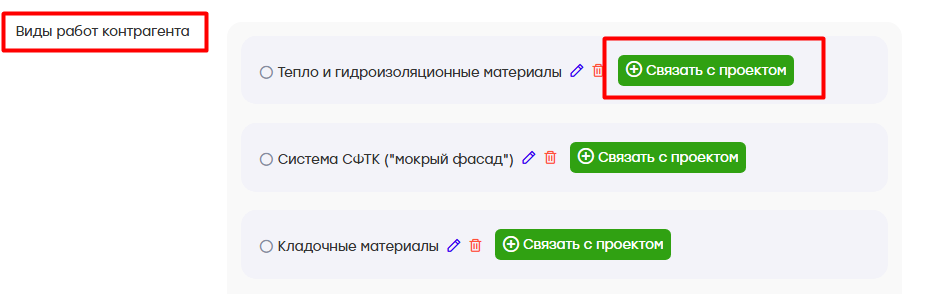 Виды работ контрагента
Тепло и гидроизоляционные материалы Связать с проектом
Система СФТК ("мокрый фасад") Связать с проектом
Кладочные материалы Связать с проектом